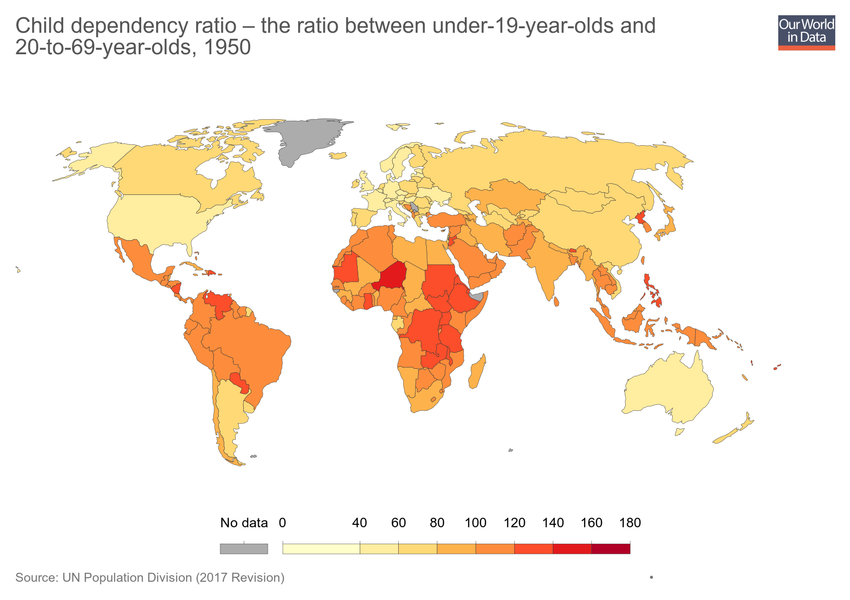 Child dependency ratio – the ratio between under-19-year-olds and
20-to-69-year-olds, 1950
Our World
in Data
No data 0 40 60 80 100 120 140 160 180
Source: UN Population Division (2017 Revision)